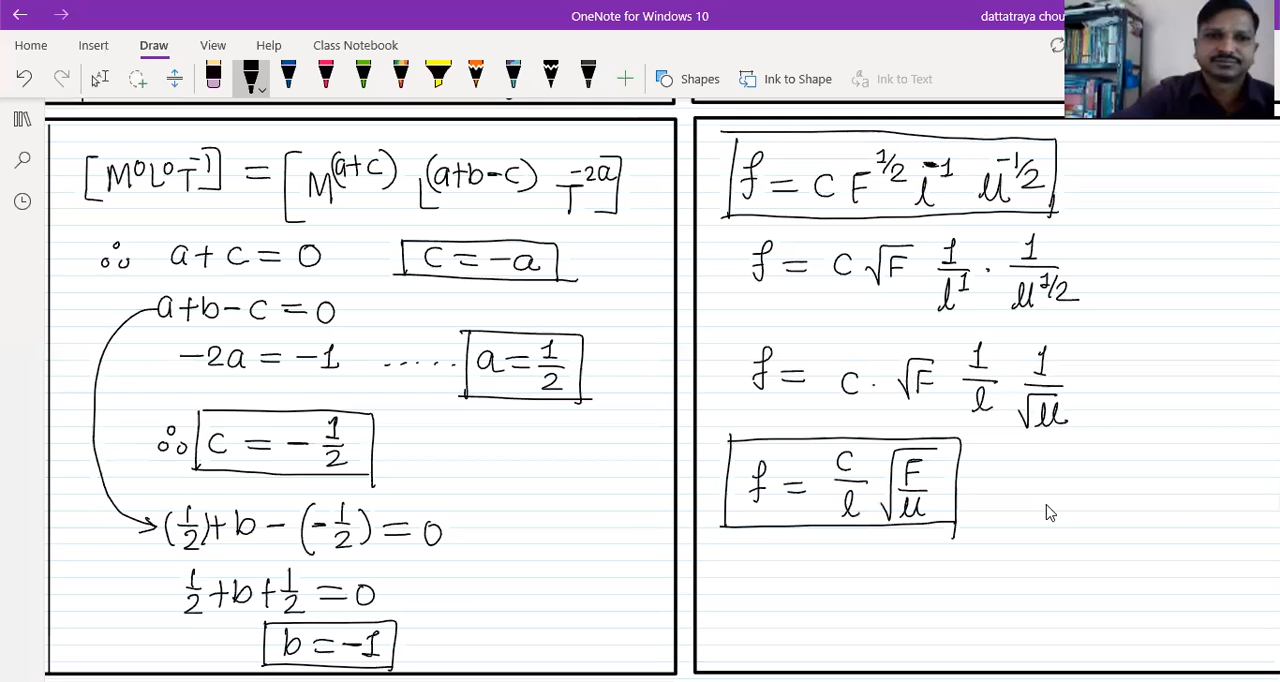 OneNote for Windows 10
dattatraya chou
Home Insert Draw View Help Class Notebook
Shapes Ink to Shape Ink to Text
[M⁰L⁰T⁻¹] = [M^(a+c) L^(a+b-c) T^-2a]
∴ a+c=0 c=-a
a+b-c=0
-2a=-1 ..... a=1/2
∴ c=-1/2
(1/2)+b-(-1/2)=0
1/2+b+1/2=0
b=-1
f = C F^1/2 l^-1 μ^-1/2
f = C √F 1/l^1 · 1/μ^1/2
f = C · √F 1/l 1/√μ
f = C/l √(F/μ)